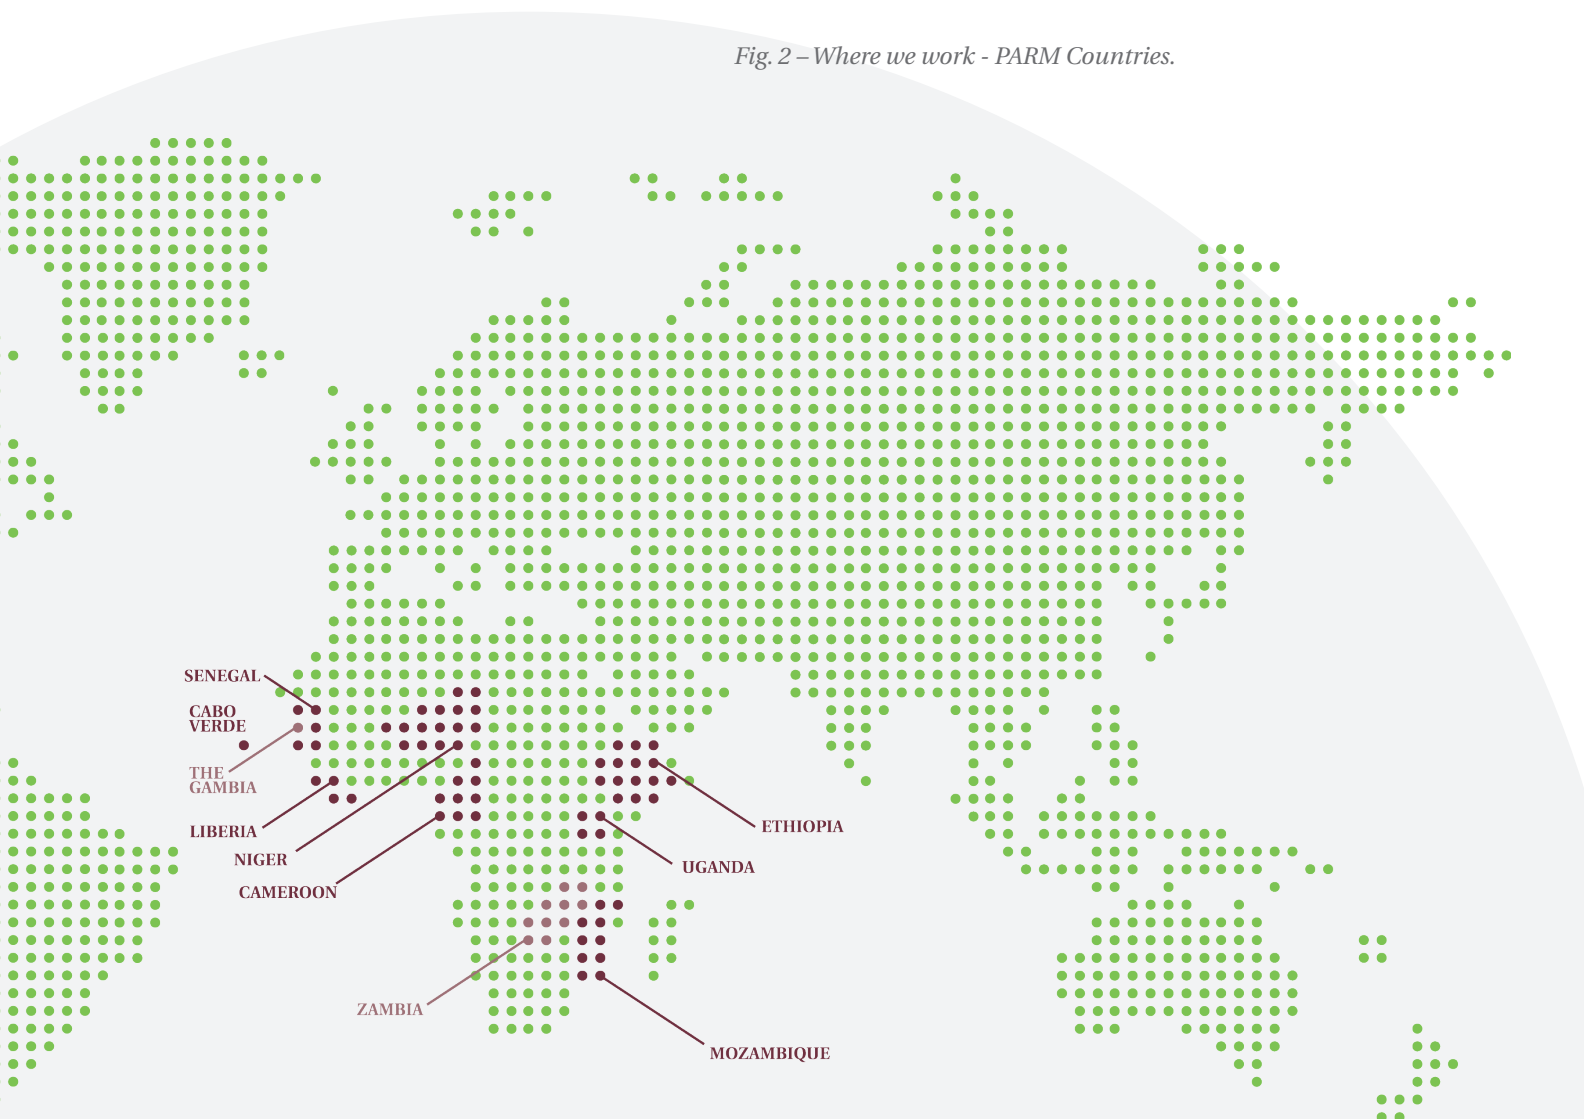 Fig. 2 – Where we work - PARM Countries.
SENEGAL
CABO
VERDE
THE
GAMBIA
LIBERIA
NIGER
CAMEROON
ETHIOPIA
UGANDA
ZAMBIA
MOZAMBIQUE